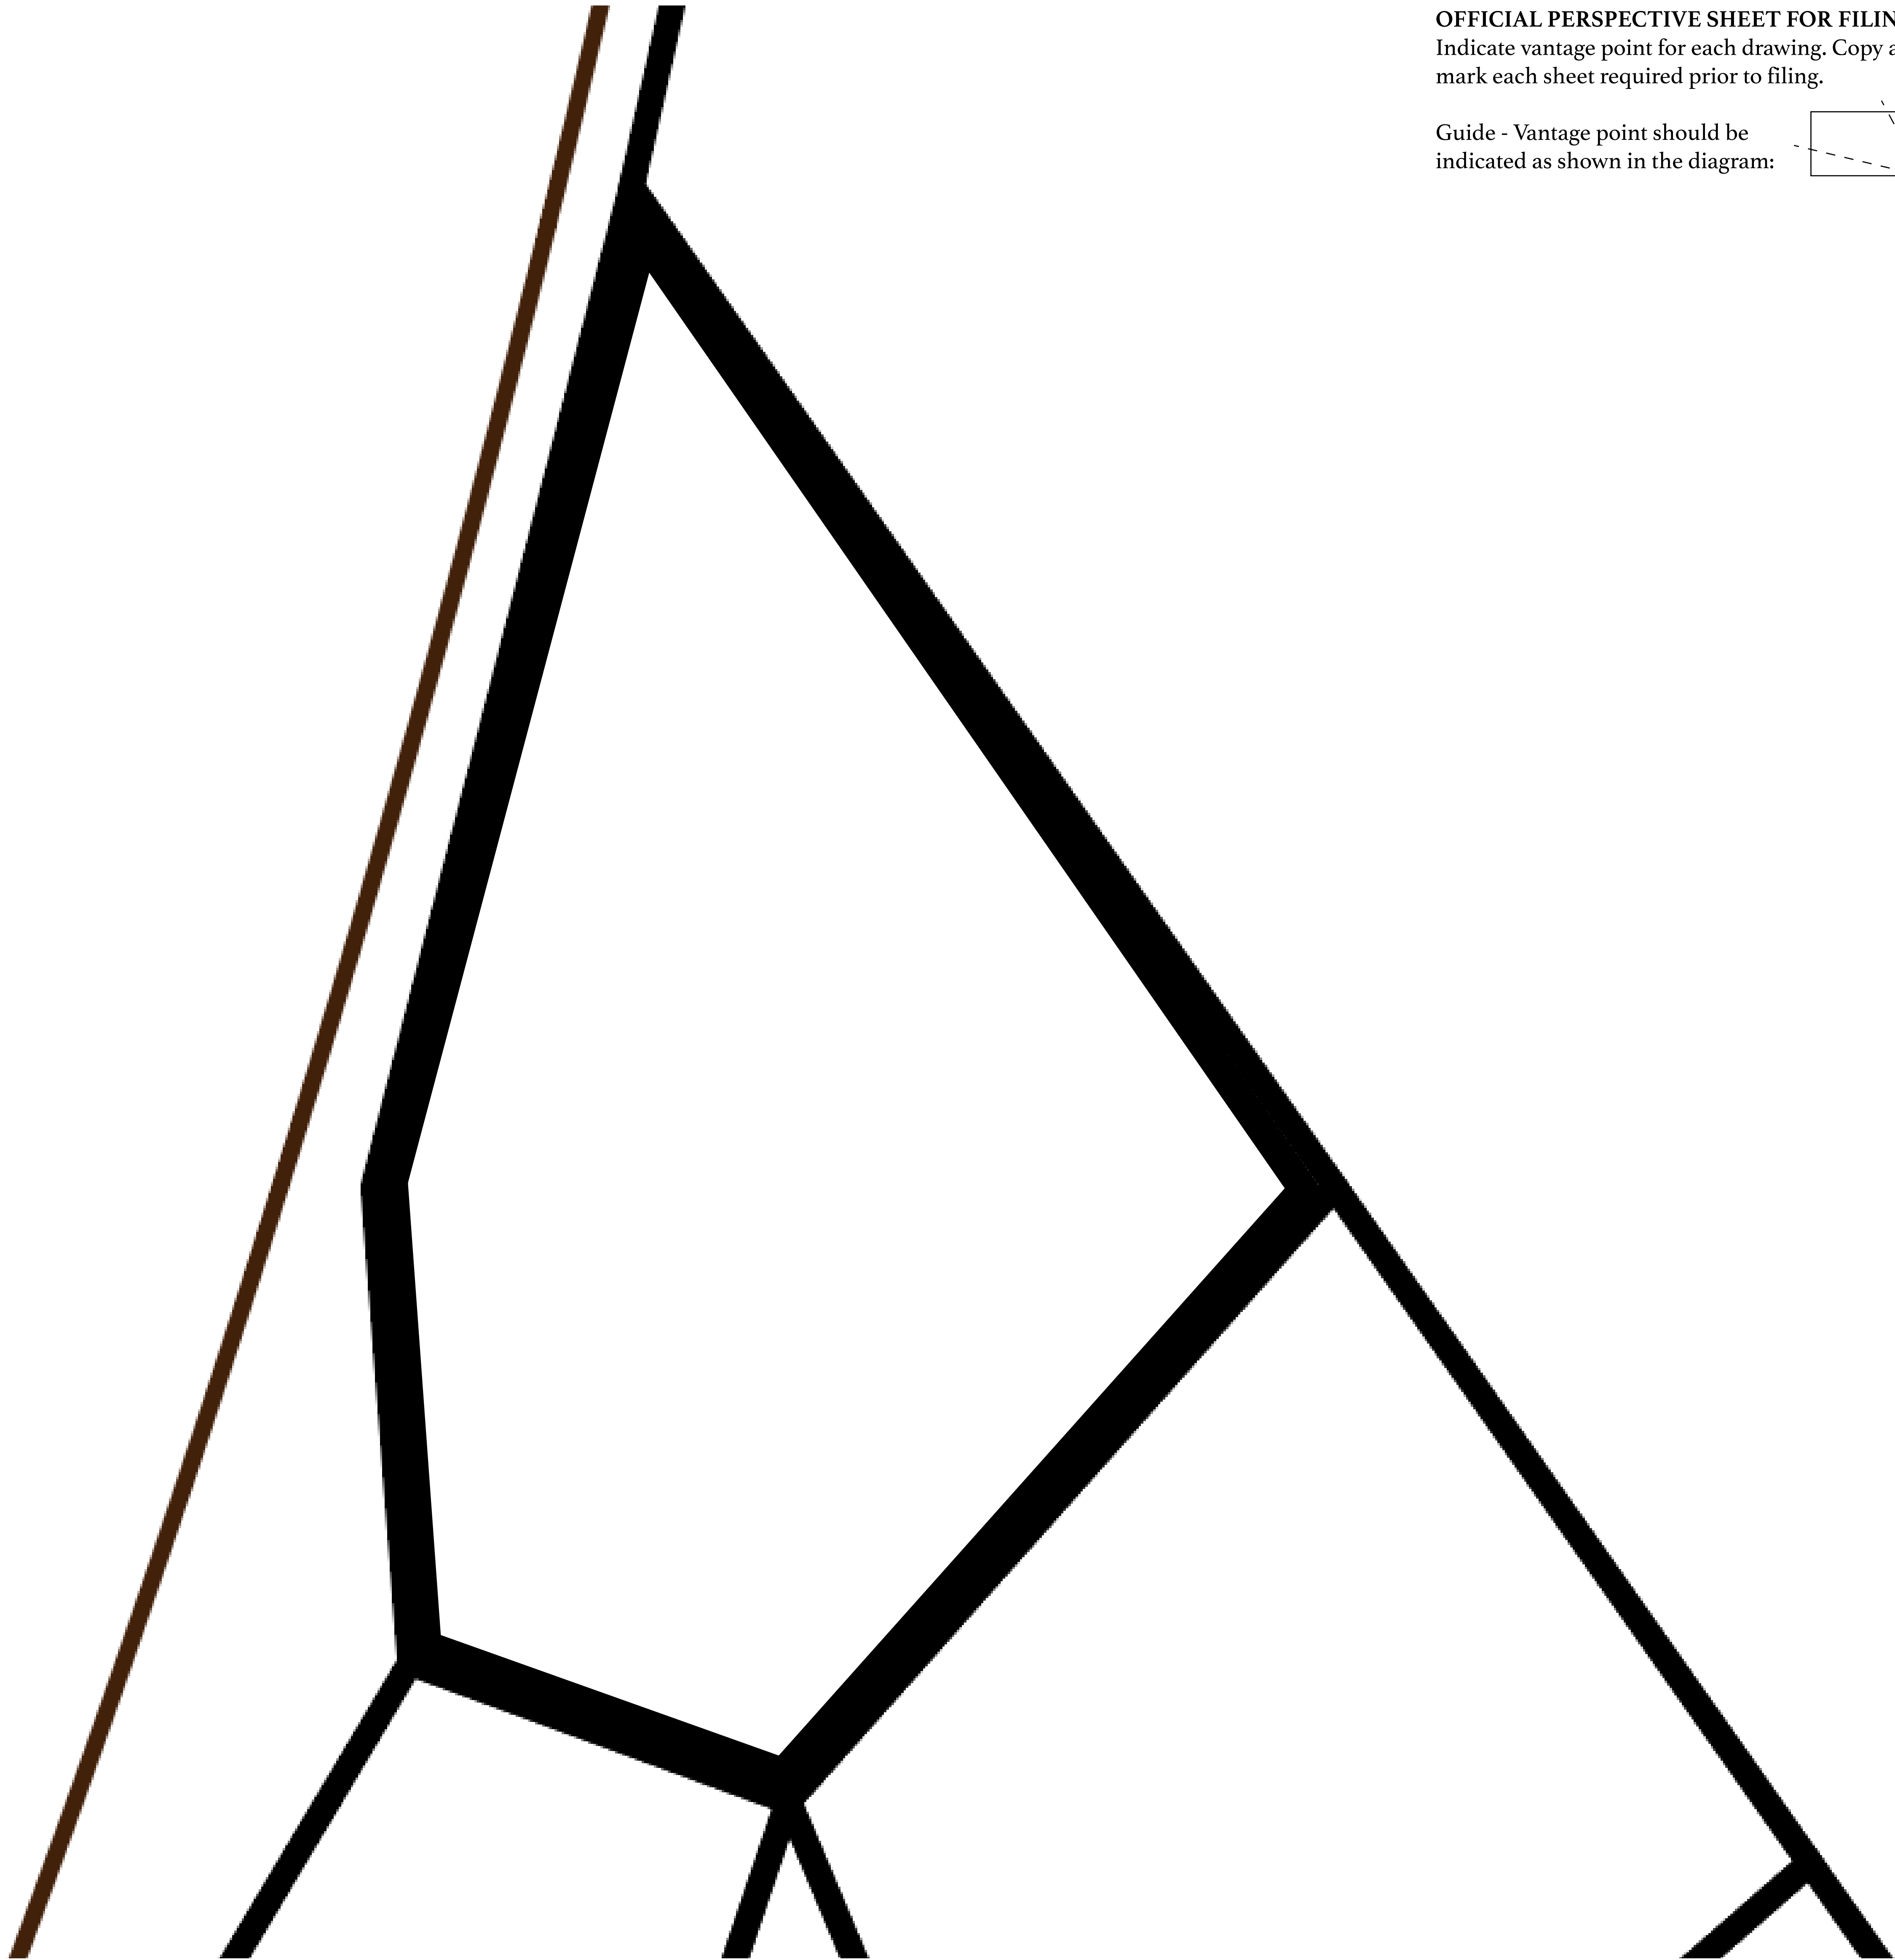 OFFICIAL PERSPECTIVE SHEET FOR
Indicate vantage point for each drawing. Copy
mark each sheet required prior to filing.
Guide - Vantage point should be
indicated as shown in the diagram: